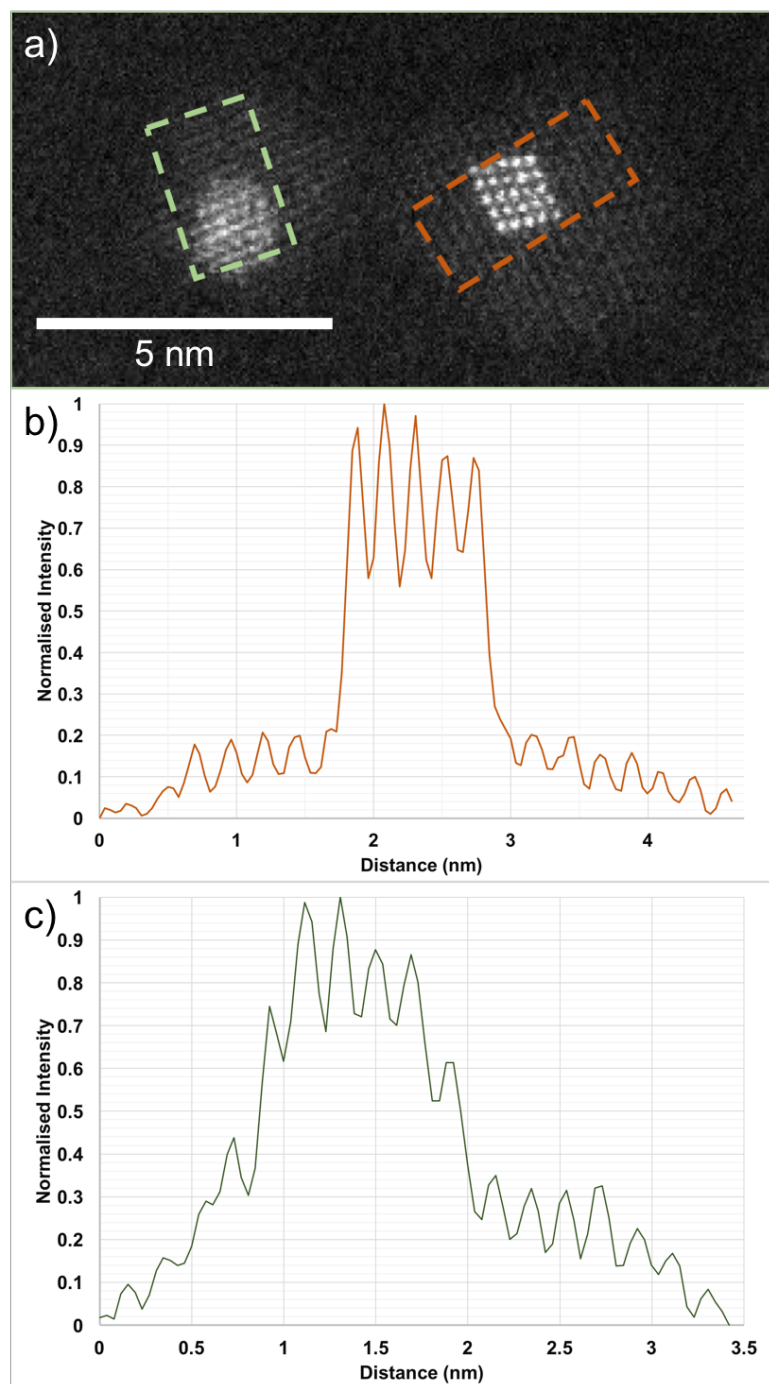 a)
5 nm
b)
Normalised Intensity
1
0.9
0.8
0.7
0.6
0.5
0.4
0.3
0.2
0.1
0
0 1 2 3 4
Distance (nm)
c)
Normalised Intensity
1
0.9
0.8
0.7
0.6
0.5
0.4
0.3
0.2
0.1
0
0 0.5 1 1.5 2 2.5 3 3.5
Distance (nm)